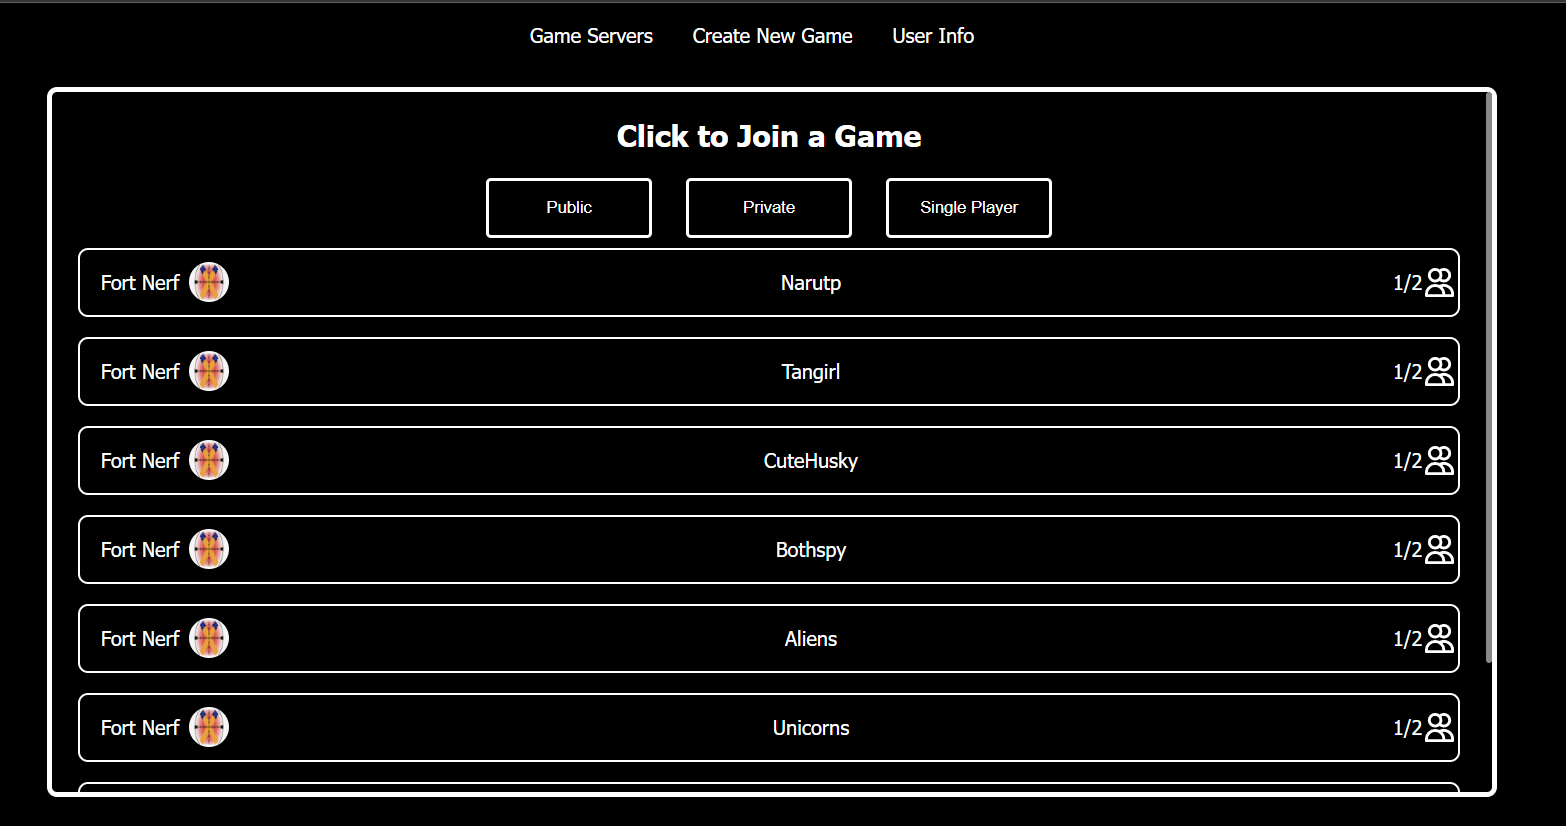 Game Servers Create New Game User Info
Click to Join a Game
Public Private Single Player
Fort Nerf Narutp 1/2
Fort Nerf Tangirl 1/2
Fort Nerf CuteHusky 1/2
Fort Nerf Bothspy 1/2
Fort Nerf Aliens 1/2
Fort Nerf Unicorns 1/2